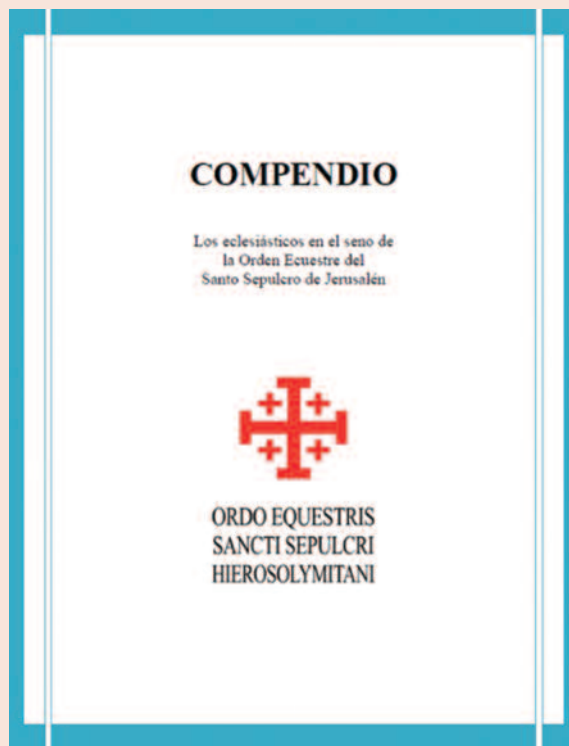 COMPENDIO
Los eclesiásticos en el seno de
la Orden Ecuestre del
Santo Sepulcro de Jerusalén
ORDO EQUESTRIS
SANCTI SEPULCRI
HIEROSOLYMITANI